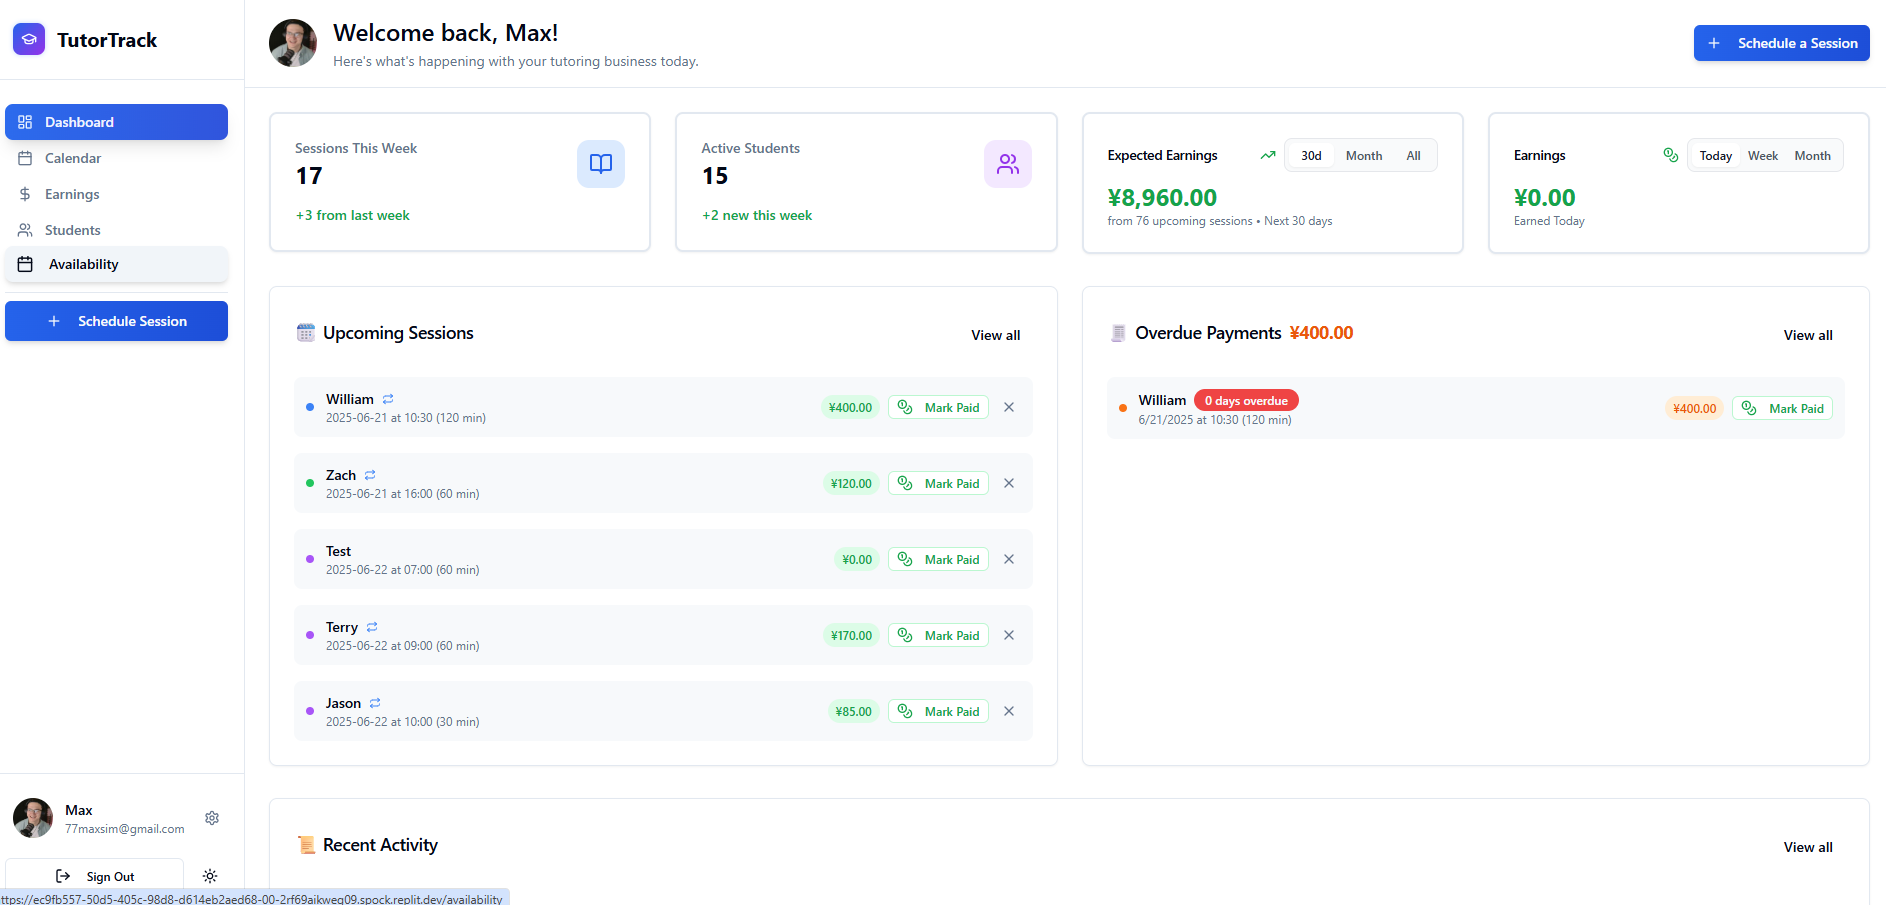 TutorTrack
Dashboard
Calendar
Earnings
Students
Availability
Schedule Session
Max
77maxsim@gmail.com
Sign Out
ttps://ec9fb557-50d5-405c-98d8-d614eb2aed68-00-2rf69aikweq09.spock.replit.dev/availability
Welcome back, Max!
Here's what's happening with your tutoring business today.
Schedule a Session
Sessions This Week
17
+3 from last week
Active Students
15
+2 new this week
Expected Earnings
30d Month All
¥8,960.00
from 76 upcoming sessions • Next 30 days
Earnings
Today Week Month
¥0.00
Earned Today
Upcoming Sessions
View all
William
2025-06-21 at 10:30 (120 min)
¥400.00 Mark Paid
Zach
2025-06-21 at 16:00 (60 min)
¥120.00 Mark Paid
Test
2025-06-22 at 07:00 (60 min)
¥0.00 Mark Paid
Terry
2025-06-22 at 09:00 (60 min)
¥170.00 Mark Paid
Jason
2025-06-22 at 10:00 (30 min)
¥85.00 Mark Paid
Overdue Payments ¥400.00
View all
William 0 days overdue
6/21/2025 at 10:30 (120 min)
¥400.00 Mark Paid
Recent Activity
View all